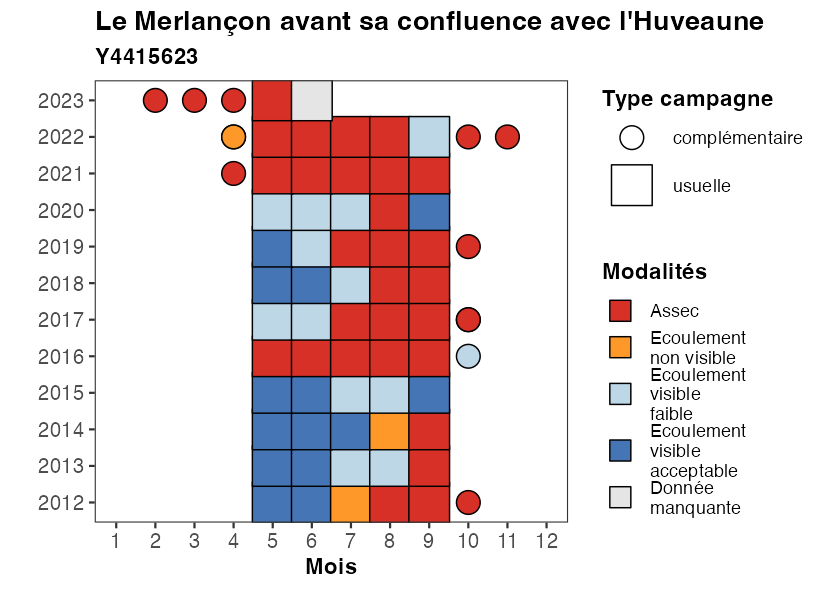 Le Merlançon avant sa confluence avec l'Huveaune
Y4415623
2023
2022
2021
2020
2019
2018
2017
2016
2015
2014
2013
2012
1 2 3 4 5 6 7 8 9 10 11 12
Mois
Type campagne
complémentaire
usuelle
Modalités
Assec
Ecoulement
non visible
Ecoulement
visible
faible
Ecoulement
visible
acceptable
Donnée
manquante